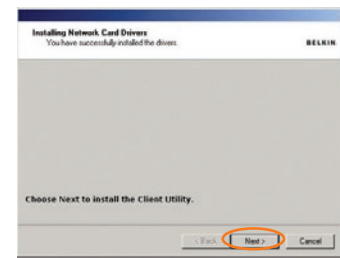 Installing Network Card Drivers
You have successfully installed the drivers.
BELKIN
Choose Next to install the Client Utility.
< Back
Next >
Cancel